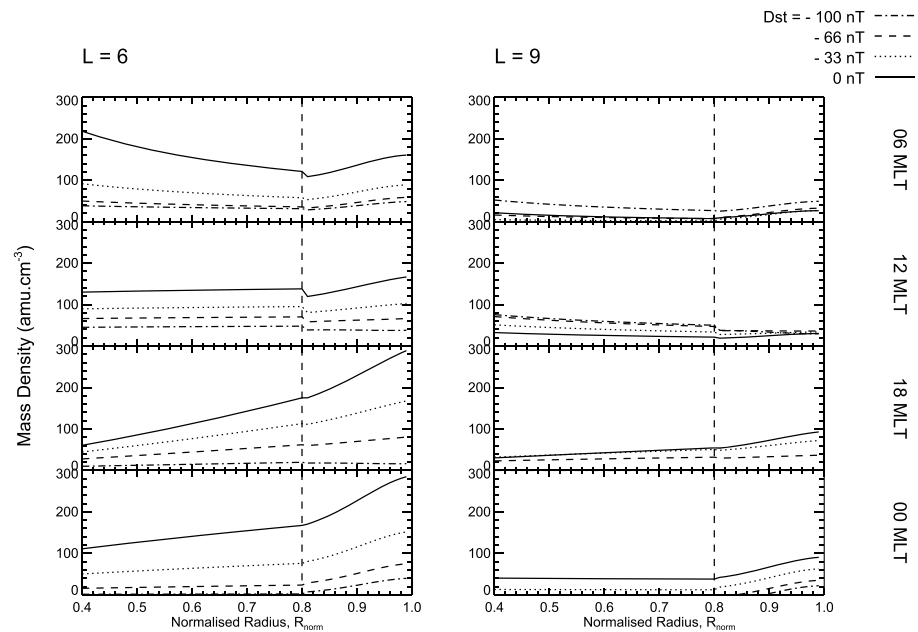 Dst = - 100 nT
- 66 nT
- 33 nT
0 nT
L = 6
L = 9
Mass Density (amu.cm-3)
300
200
100
0
300
200
100
0
300
200
100
0
300
200
100
0
0.4 0.5 0.6 0.7 0.8 0.9 1.0
Normalised Radius, Rnorm
300
200
100
0
300
200
100
0
300
200
100
0
300
200
100
0
0.4 0.5 0.6 0.7 0.8 0.9 1.0
Normalised Radius, Rnorm
06 MLT
12 MLT
18 MLT
00 MLT